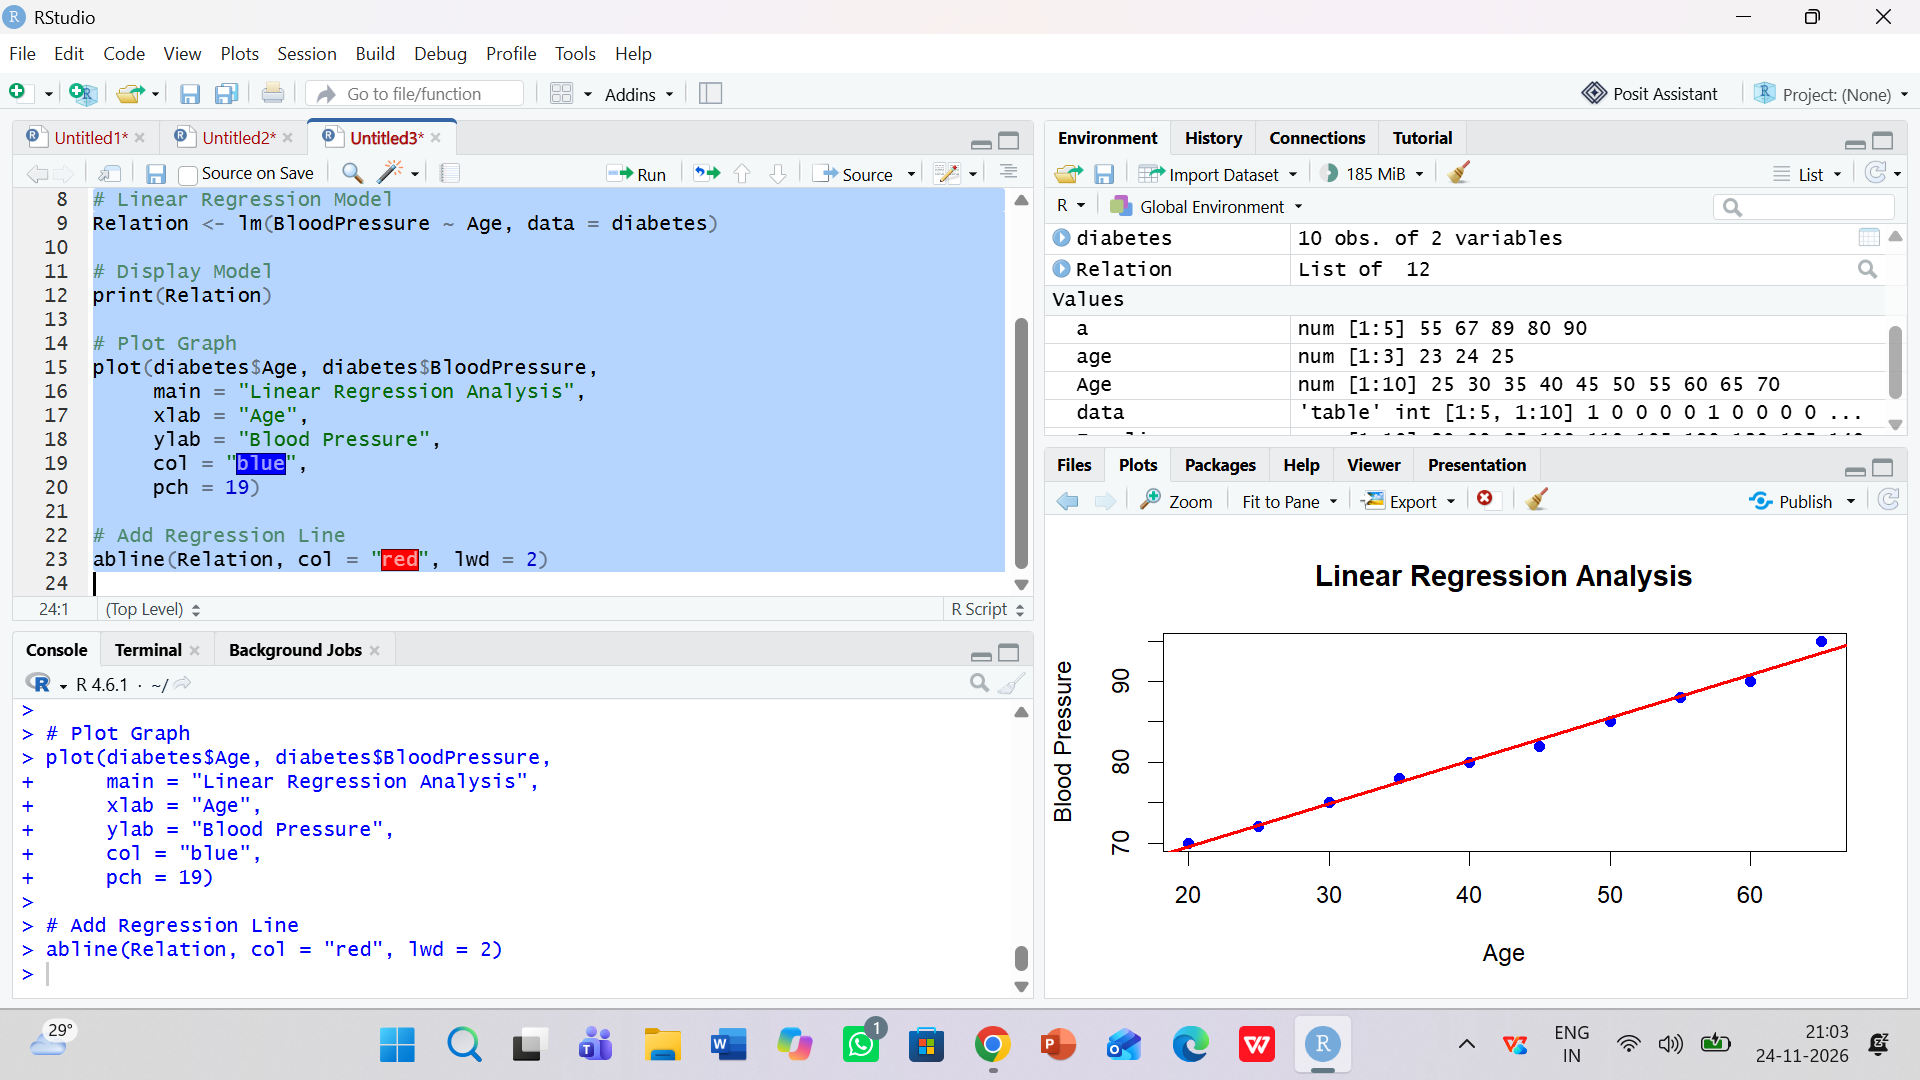 RStudio
File Edit Code View Plots Session Build Debug Profile Tools Help
Go to file/function Addins Posit Assistant Project: (None)
Untitled1* Untitled2* Untitled3*
Source on Save Run Source
8 # Linear Regression Model
9 Relation <- lm(BloodPressure ~ Age, data = diabetes)
10
11 # Display Model
12 print(Relation)
13
14 # Plot Graph
15 plot(diabetes$Age, diabetes$BloodPressure,
16 main = "Linear Regression Analysis",
17 xlab = "Age",
18 ylab = "Blood Pressure",
19 col = "blue",
20 pch = 19)
21
22 # Add Regression Line
23 abline(Relation, col = "red", lwd = 2)
24
24:1 (Top Level) R Script
Console Terminal Background Jobs
R R 4.6.1 · ~/
>
> # Plot Graph
> plot(diabetes$Age, diabetes$BloodPressure,
+ main = "Linear Regression Analysis",
+ xlab = "Age",
+ ylab = "Blood Pressure",
+ col = "blue",
+ pch = 19)
>
> # Add Regression Line
> abline(Relation, col = "red", lwd = 2)
>
Environment History Connections Tutorial
Import Dataset 185 MiB List
R Global Environment
diabetes 10 obs. of 2 variables
Relation List of 12
Values
a num [1:5] 55 67 89 80 90
age num [1:3] 23 24 25
Age num [1:10] 25 30 35 40 45 50 55 60 65 70
data 'table' int [1:5, 1:10] 1 0 0 0 0 1 0 0 0 0 ...
Files Plots Packages Help Viewer Presentation
Zoom Fit to Pane Export Publish
Linear Regression Analysis
Blood Pressure
90
80
70
20 30 40 50 60
Age
29°
1
ENG
IN
21:03
24-11-2026